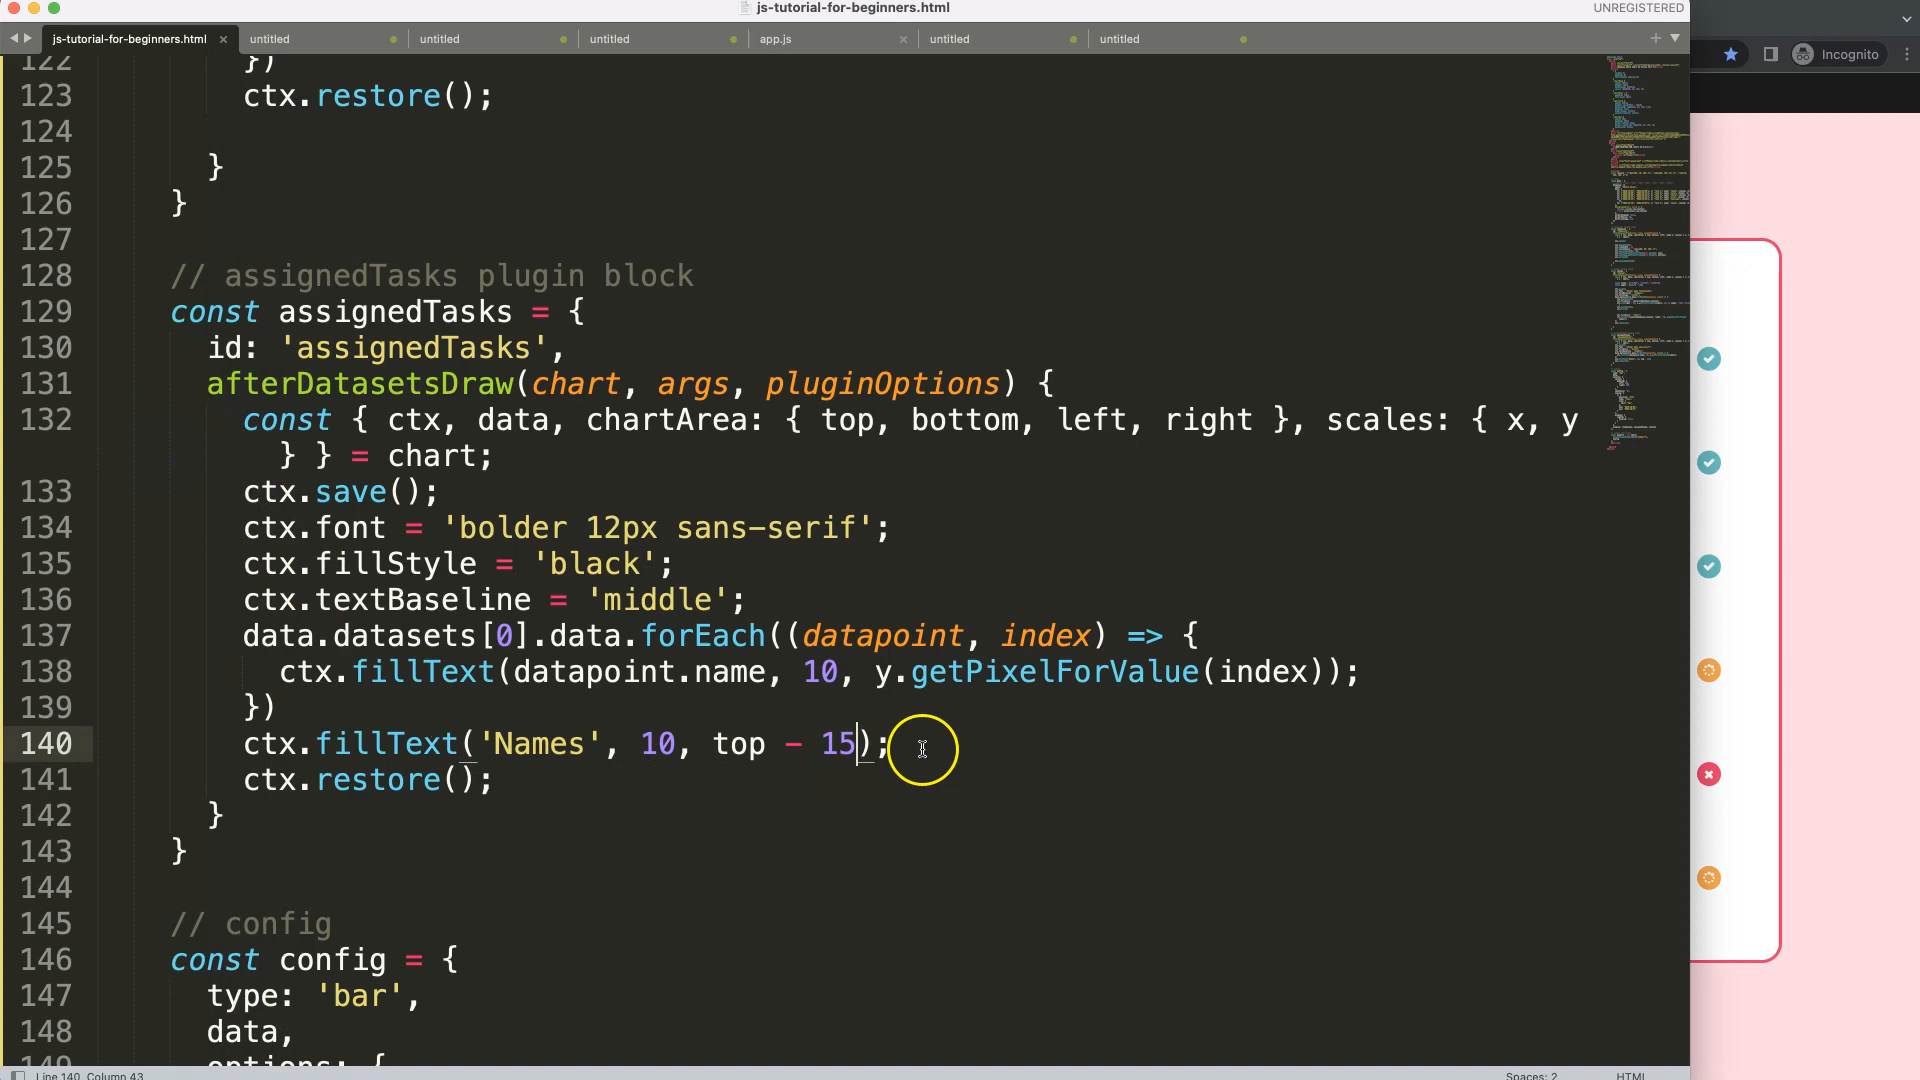 js-tutorial-for-beginners.html
UNREGISTERED
js-tutorial-for-beginners.html × untitled untitled untitled app.js × untitled untitled
Incognito
122 })
123 ctx.restore();
124
125 }
126 }
127
128 // assignedTasks plugin block
129 const assignedTasks = {
130 id: 'assignedTasks',
131 afterDatasetsDraw(chart, args, pluginOptions) {
132 const { ctx, data, chartArea: { top, bottom, left, right }, scales: { x, y
} } = chart;
133 ctx.save();
134 ctx.font = 'bolder 12px sans-serif';
135 ctx.fillStyle = 'black';
136 ctx.textBaseline = 'middle';
137 data.datasets[0].data.forEach((datapoint, index) => {
138 ctx.fillText(datapoint.name, 10, y.getPixelForValue(index));
139 })
140 ctx.fillText('Names', 10, top - 15);
141 ctx.restore();
142 }
143 }
144
145 // config
146 const config = {
147 type: 'bar',
148 data,
149 options: {
Line 140, Column 43
Spaces: 2
HTML